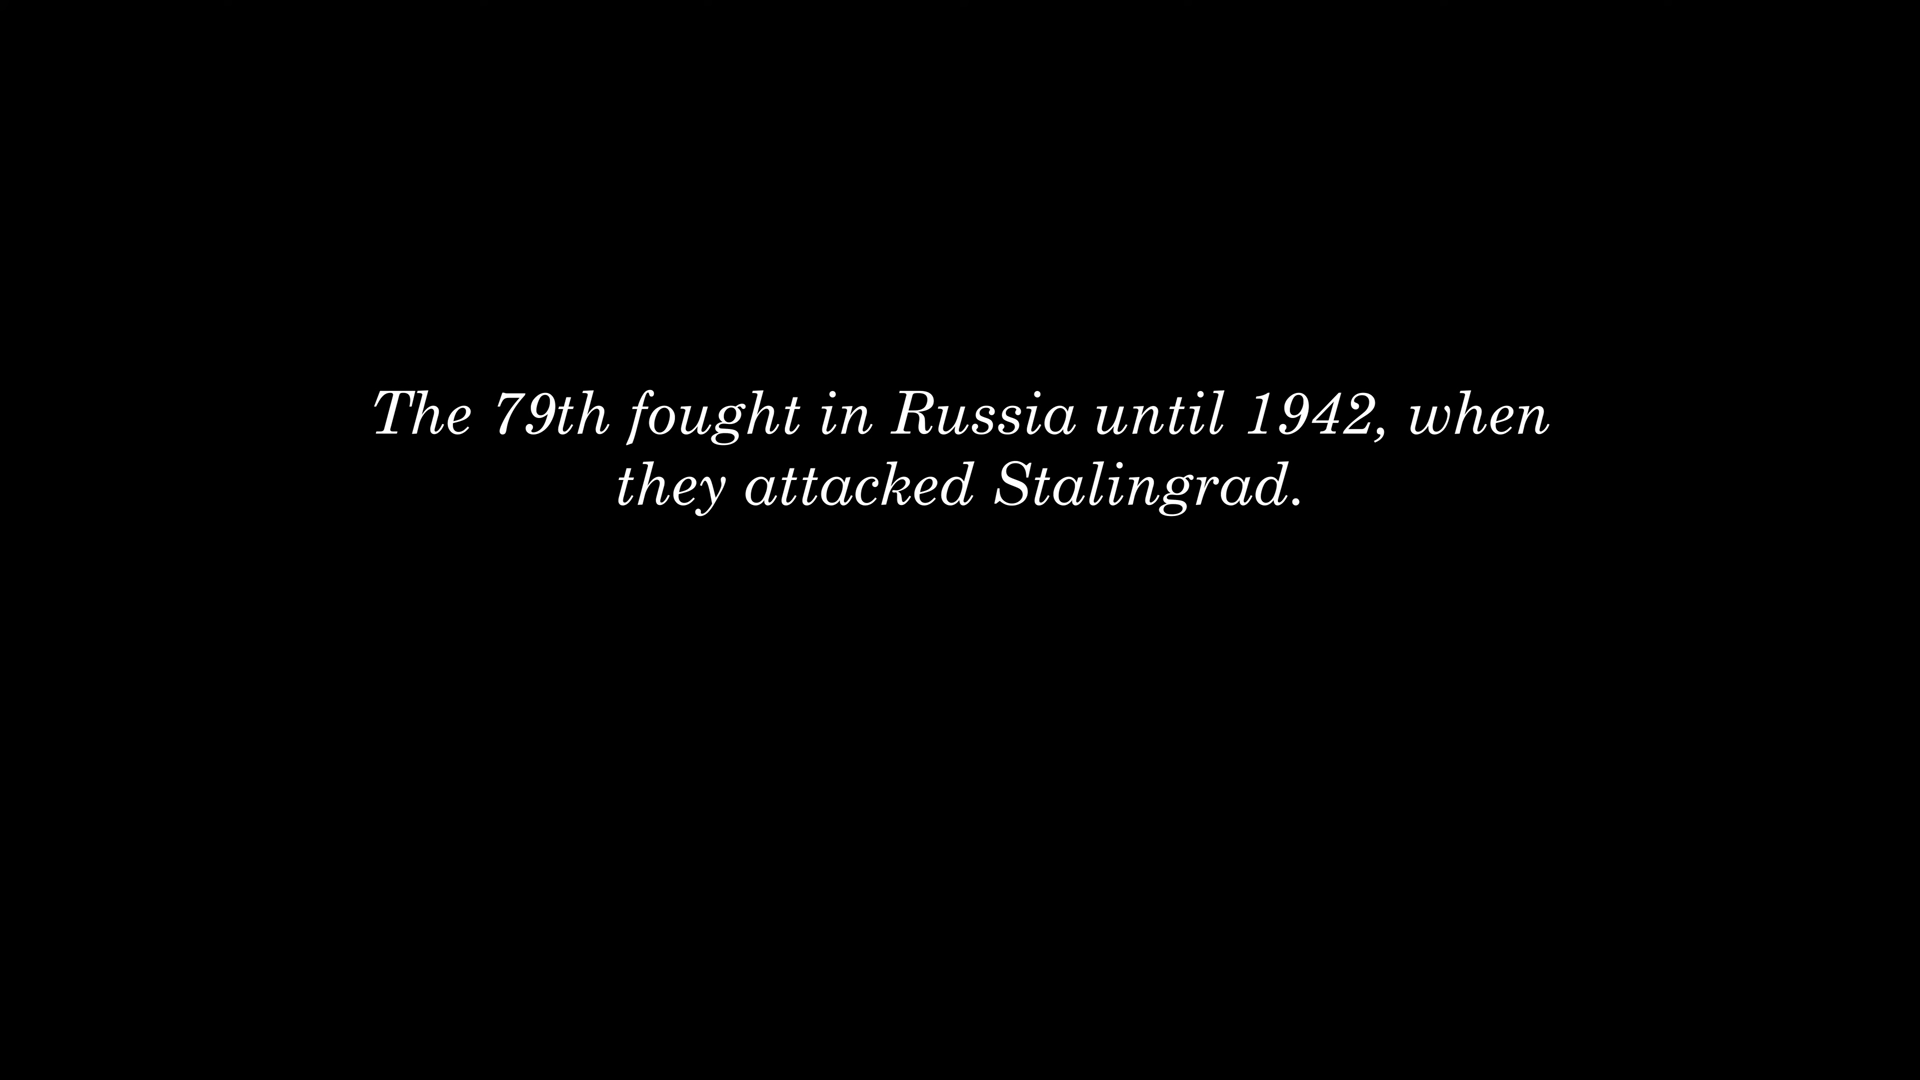 The 79th fought in Russia until 1942, when
they attacked Stalingrad.